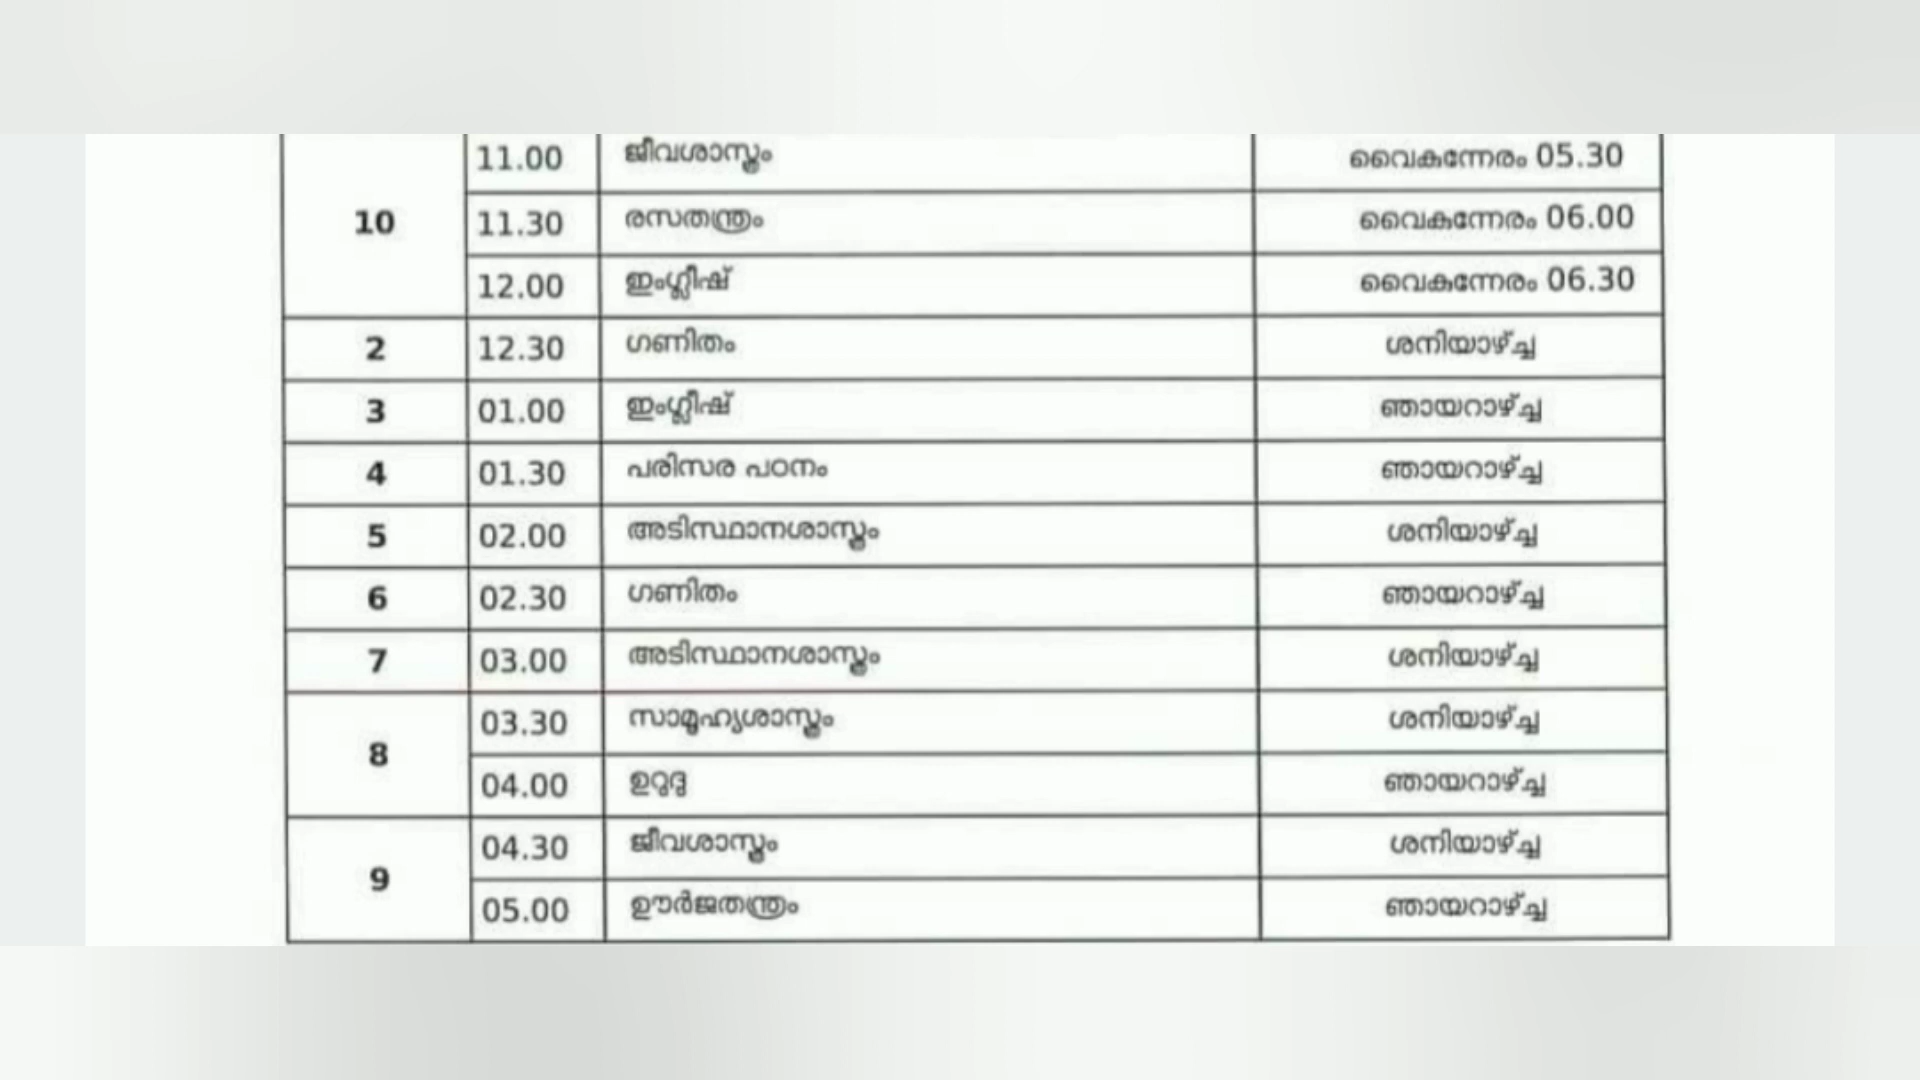 11.00 ജീവശാസ്ത്രം വൈകുന്നേരം 05.30
10 11.30 രസതന്ത്രം വൈകുന്നേരം 06.00
12.00 ഇംഗ്ലീഷ് വൈകുന്നേരം 06.30
2 12.30 ഗണിതം ശനിയാഴ്ച്ച
3 01.00 ഇംഗ്ലീഷ് ഞായറാഴ്ച്ച
4 01.30 പരിസര പഠനം ഞായറാഴ്ച്ച
5 02.00 അടിസ്ഥാനശാസ്ത്രം ശനിയാഴ്ച്ച
6 02.30 ഗണിതം ഞായറാഴ്ച്ച
7 03.00 അടിസ്ഥാനശാസ്ത്രം ശനിയാഴ്ച്ച
8 03.30 സാമൂഹ്യശാസ്ത്രം ശനിയാഴ്ച്ച
04.00 ഉറുദു ഞായറാഴ്ച്ച
9 04.30 ജീവശാസ്ത്രം ശനിയാഴ്ച്ച
05.00 ഊർജതന്ത്രം ഞായറാഴ്ച്ച